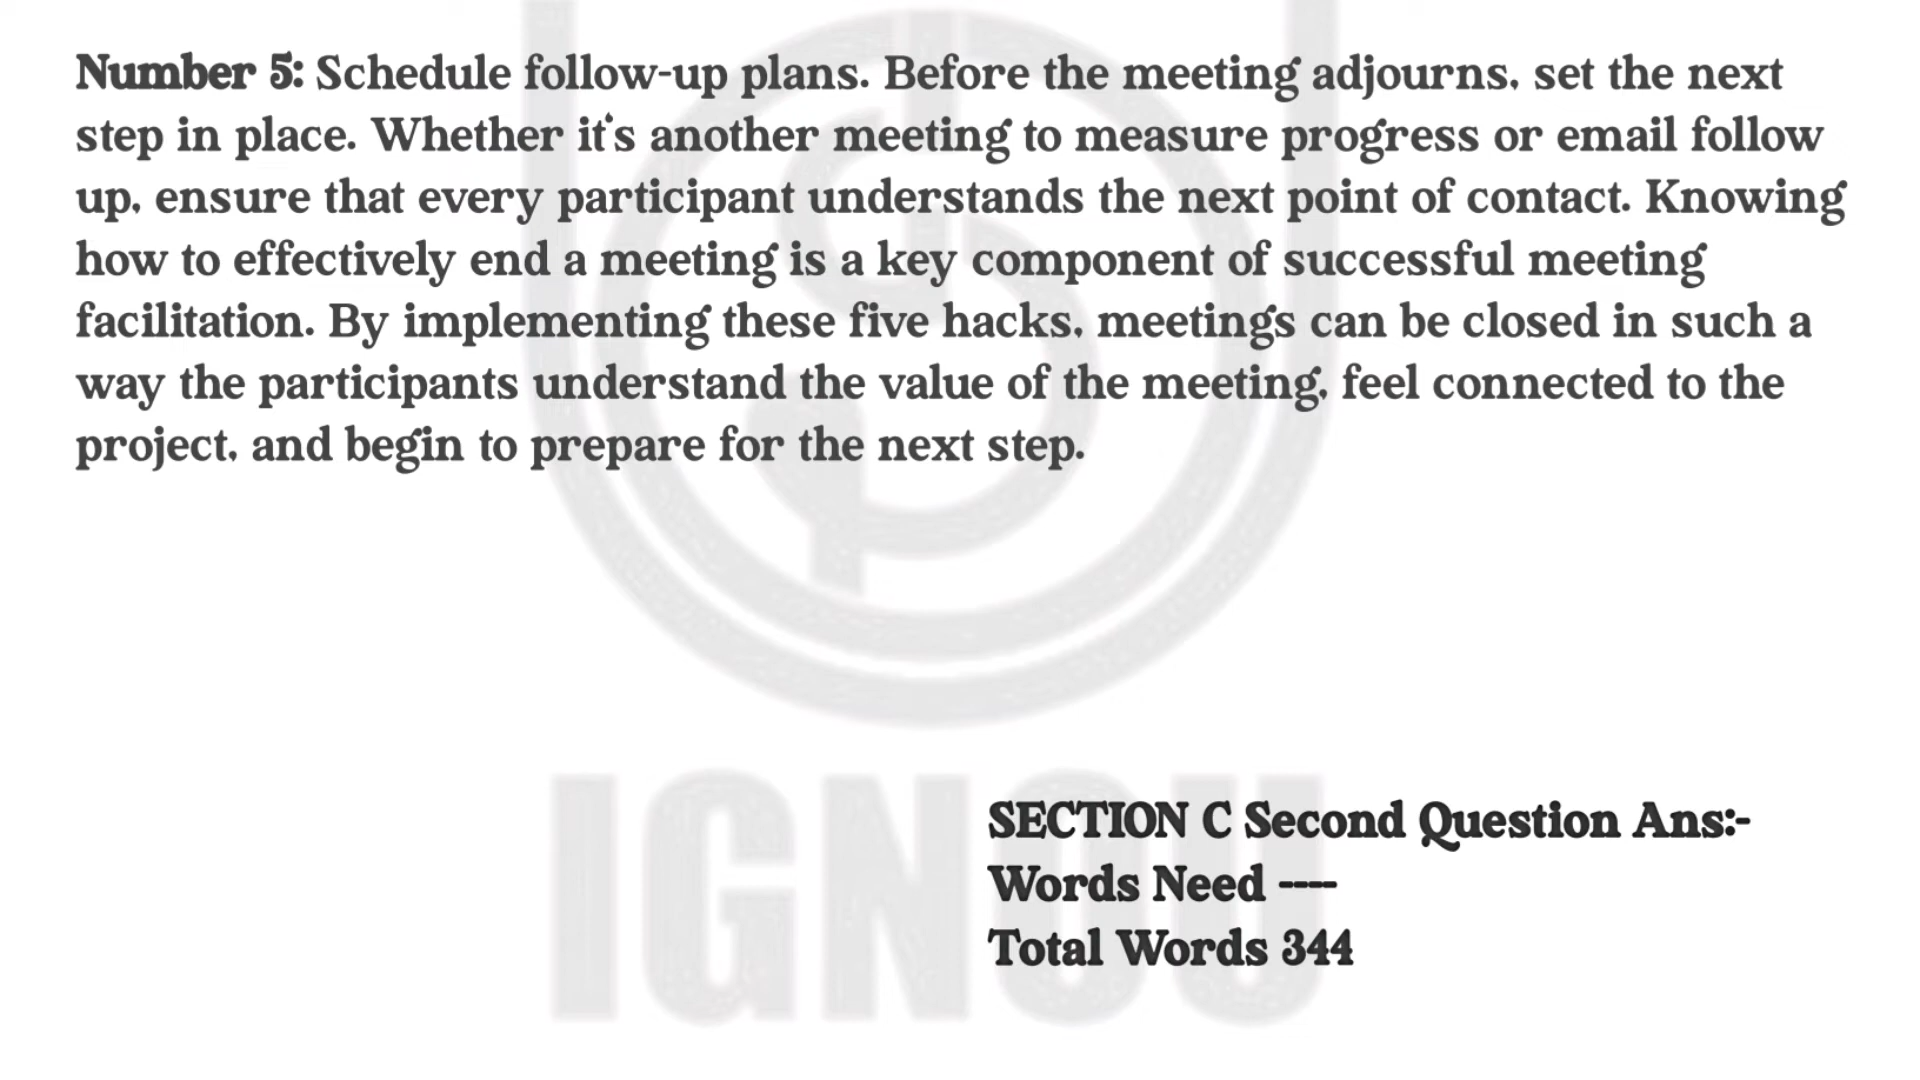 Number 5: Schedule follow-up plans. Before the meeting adjourns, set the next
step in place. Whether it's another meeting to measure progress or email follow
up, ensure that every participant understands the next point of contact. Knowing
how to effectively end a meeting is a key component of successful meeting
facilitation. By implementing these five hacks, meetings can be closed in such a
way the participants understand the value of the meeting, feel connected to the
project, and begin to prepare for the next step.
IGNOU
SECTION C Second Question Ans:-
Words Need ----
Total Words 344